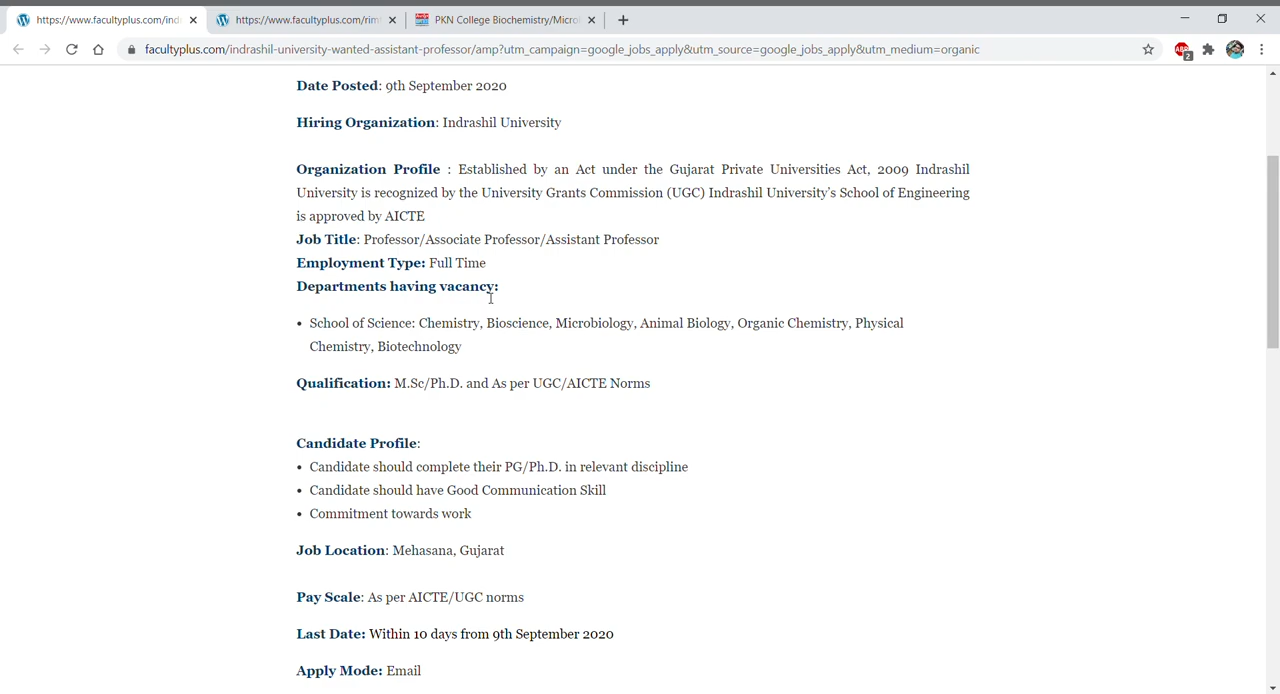 https://www.facultyplus.com/ind
https://www.facultyplus.com/rim
PKN College Biochemistry/Micro
facultyplus.com/indrashil-university-wanted-assistant-professor/amp?utm_campaign=google_jobs_apply&utm_source=google_jobs_apply&utm_medium=organic
ABP
2
Date Posted: 9th September 2020
Hiring Organization: Indrashil University
Organization Profile : Established by an Act under the Gujarat Private Universities Act, 2009 Indrashil
University is recognized by the University Grants Commission (UGC) Indrashil University's School of Engineering
is approved by AICTE
Job Title: Professor/Associate Professor/Assistant Professor
Employment Type: Full Time
Departments having vacancy:
• School of Science: Chemistry, Bioscience, Microbiology, Animal Biology, Organic Chemistry, Physical
Chemistry, Biotechnology
Qualification: M.Sc/Ph.D. and As per UGC/AICTE Norms
Candidate Profile:
• Candidate should complete their PG/Ph.D. in relevant discipline
• Candidate should have Good Communication Skill
• Commitment towards work
Job Location: Mehasana, Gujarat
Pay Scale: As per AICTE/UGC norms
Last Date: Within 10 days from 9th September 2020
Apply Mode: Email